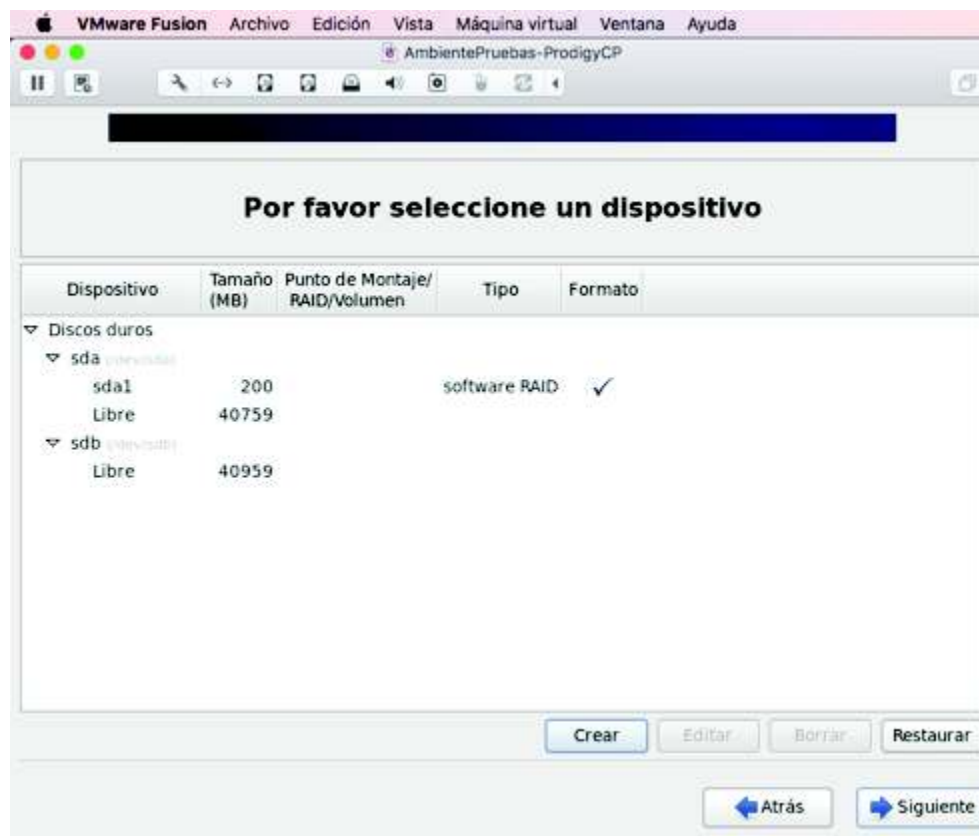 VMware Fusion Archivo Edición Vista Máquina virtual Ventana Ayuda
AmbientePruebas-ProdigyCP
Por favor seleccione un dispositivo
Dispositivo Tamaño (MB) Punto de Montaje/ RAID/Volumen Tipo Formato
Discos duros
sda
sda1 200 software RAID
Libre 40759
sdb
Libre 40959
Crear Editar Borrar Restaurar
Atrás Siguiente